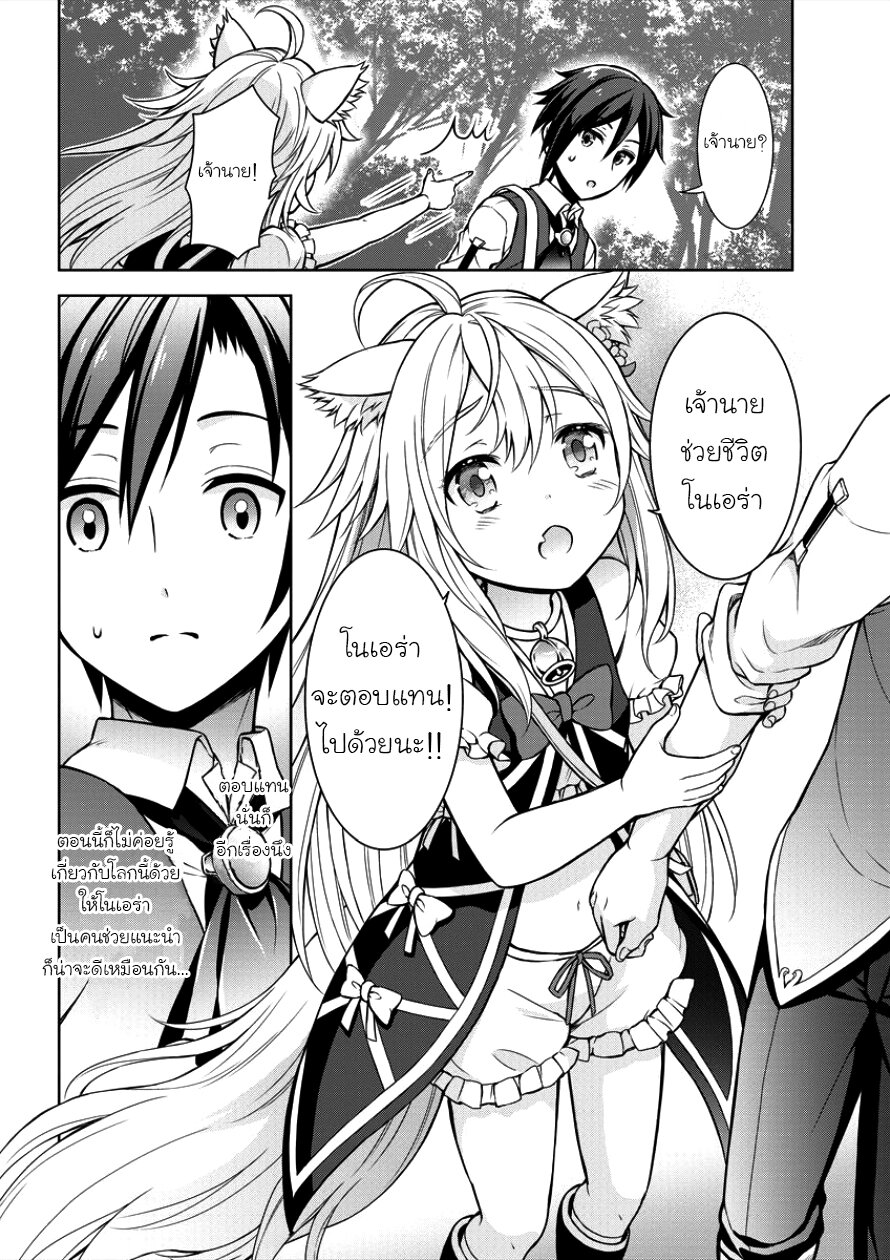 เจ้านาย!
เจ้านาย?
เจ้านาย
ช่วยชีวิต
โนเอร่า
โนเอร่า
จะตอบแทน!
ไปด้วยนะ!!
ตอบแทน
นั่นก็
อีกเรื่องนึง
ตอนนี้ก็ไม่ค่อยรู้
เกี่ยวกับโลกนี้ด้วย
ให้โนเอร่า
เป็นคนช่วยแนะนำ
ก็น่าจะดีเหมือนกัน...